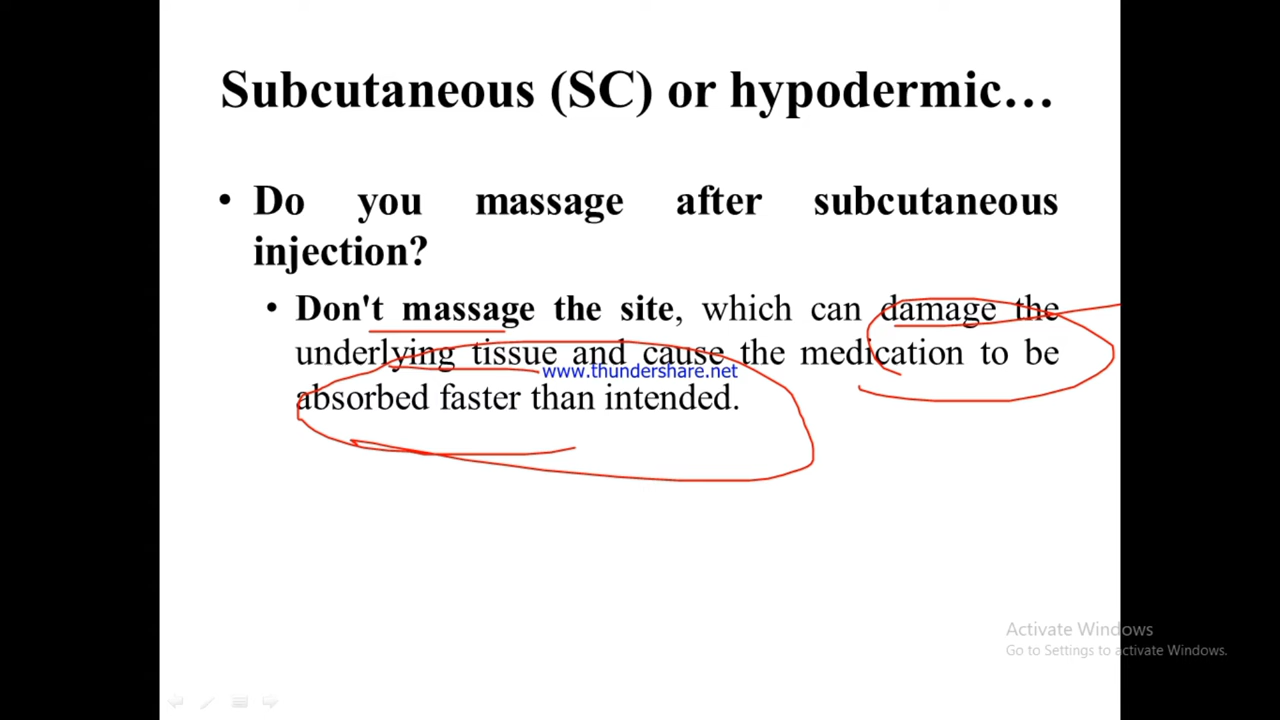 Subcutaneous (SC) or hypodermic…
• Do you massage after subcutaneous
injection?
• Don't massage the site, which can damage the
underlying tissue and cause the medication to be
www.thundershare.net
absorbed faster than intended.
Activate Windows
Go to Settings to activate Windows.